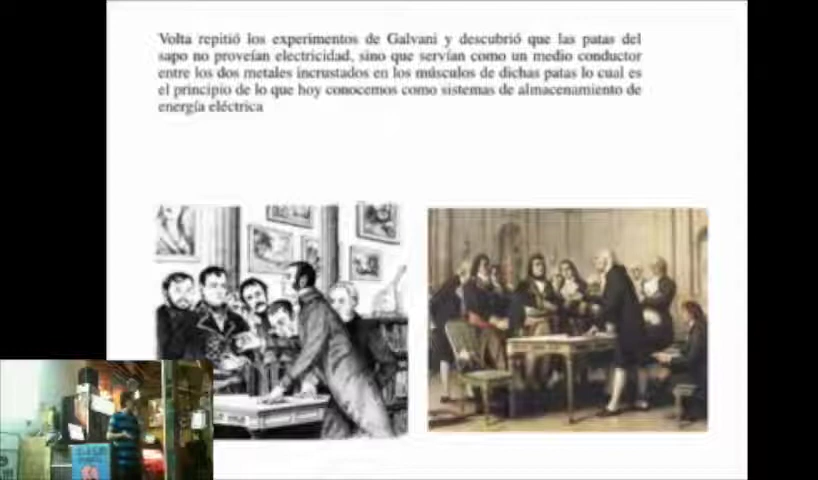 Volta repitió los experimentos de Galvani y descubrió que las patas del
sapo no proveían electricidad, sino que servían como un medio conductor
entre los dos metales incrustados en los músculos de dichas patas lo cual es
el principio de lo que hoy conocemos como sistemas de almacenamiento de
energía eléctrica